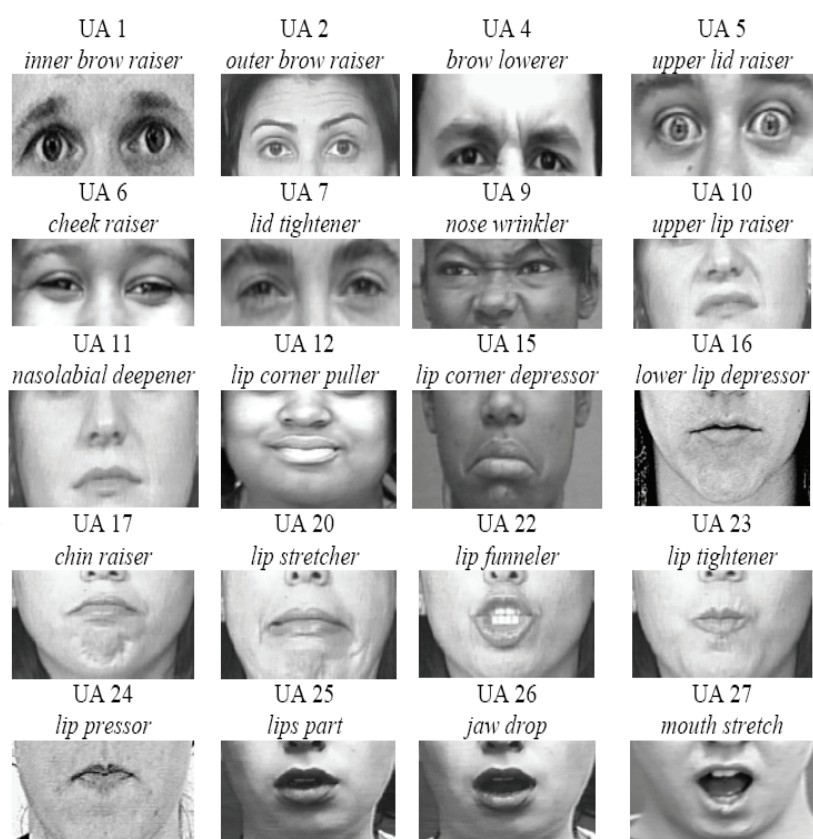 UA 1 UA 2 UA 4 UA 5
inner brow raiser outer brow raiser brow lowerer upper lid raiser
UA 6 UA 7 UA 9 UA 10
cheek raiser lid tightener nose wrinkler upper lip raiser
UA 11 UA 12 UA 15 UA 16
nasolabial deepener lip corner puller lip corner depressor lower lip depressor
UA 17 UA 20 UA 22 UA 23
chin raiser lip stretcher lip funneler lip tightener
UA 24 UA 25 UA 26 UA 27
lip pressor lips part jaw drop mouth stretch